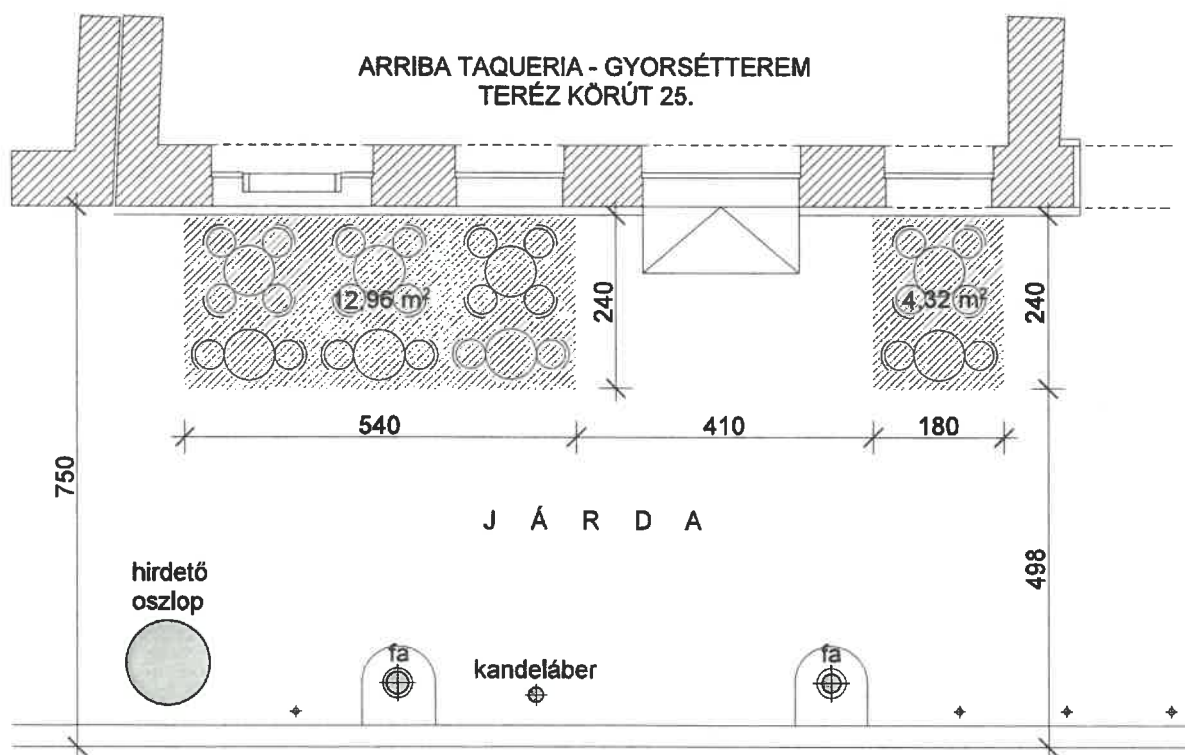 ARRIBA TAQUERIA - GYORSÉTTEREM
TERÉZ KÖRÚT 25.
12,96 m²
4,32 m²
240
240
540
410
180
750
J Á R D A
498
hirdető
oszlop
fa
kandeláber
fa